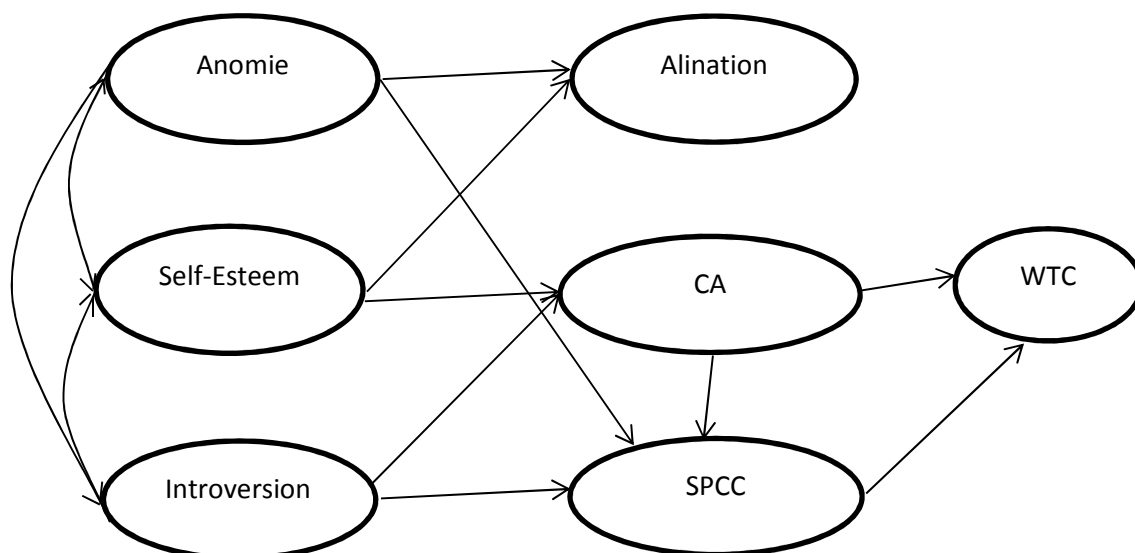 Anomie
Alination
Self-Esteem
CA
WTC
Introversion
SPCC